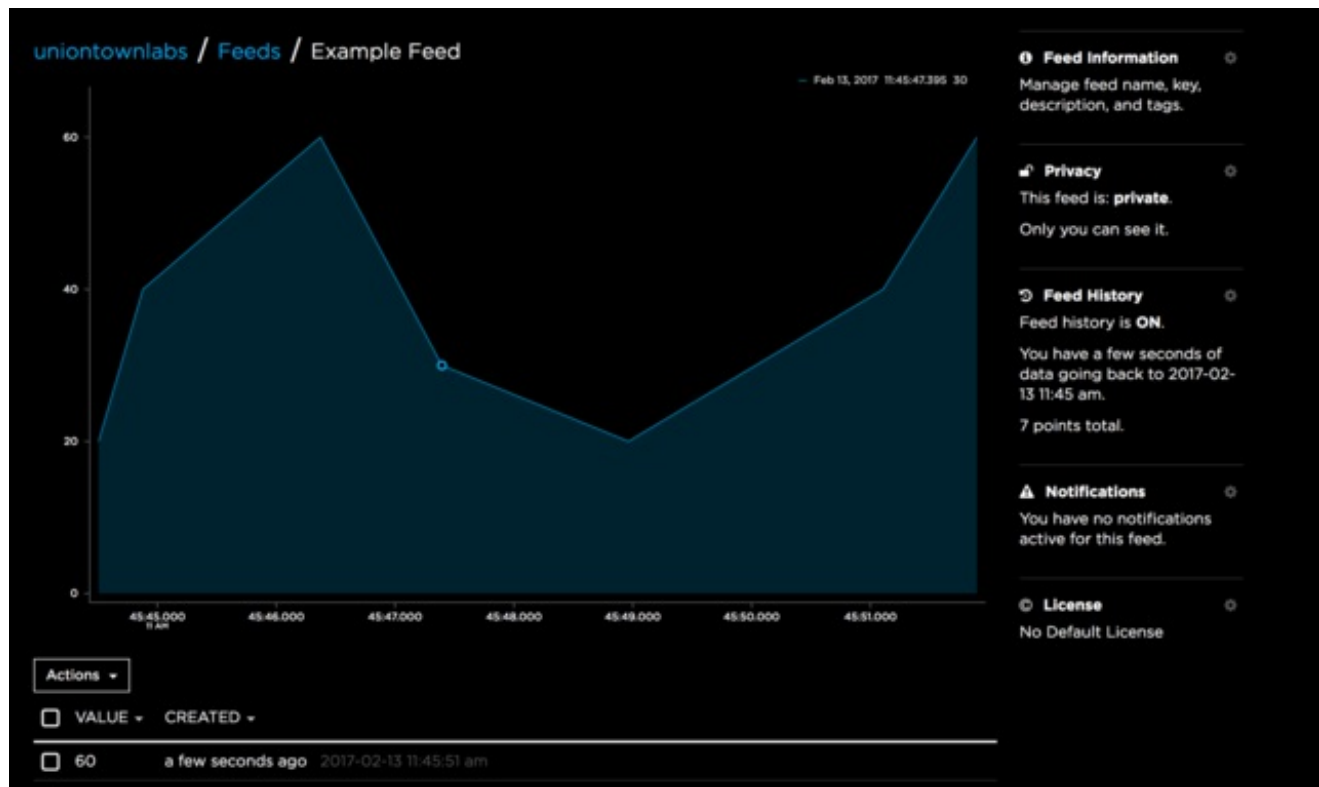 uniontownlabs / Feeds / Example Feed
Feb 13, 2017 11:45:47.395 30
60
40
20
0
45:45.000 45:46.000 45:47.000 45:48.000 45:49.000 45:50.000 45:51.000
11 AM
Actions
VALUE CREATED
60 a few seconds ago 2017-02-13 11:45:51 am
Feed Information
Manage feed name, key,
description, and tags.
Privacy
This feed is: private.
Only you can see it.
Feed History
Feed history is ON.
You have a few seconds of
data going back to 2017-02-
13 11:45 am.
7 points total.
Notifications
You have no notifications
active for this feed.
© License
No Default License